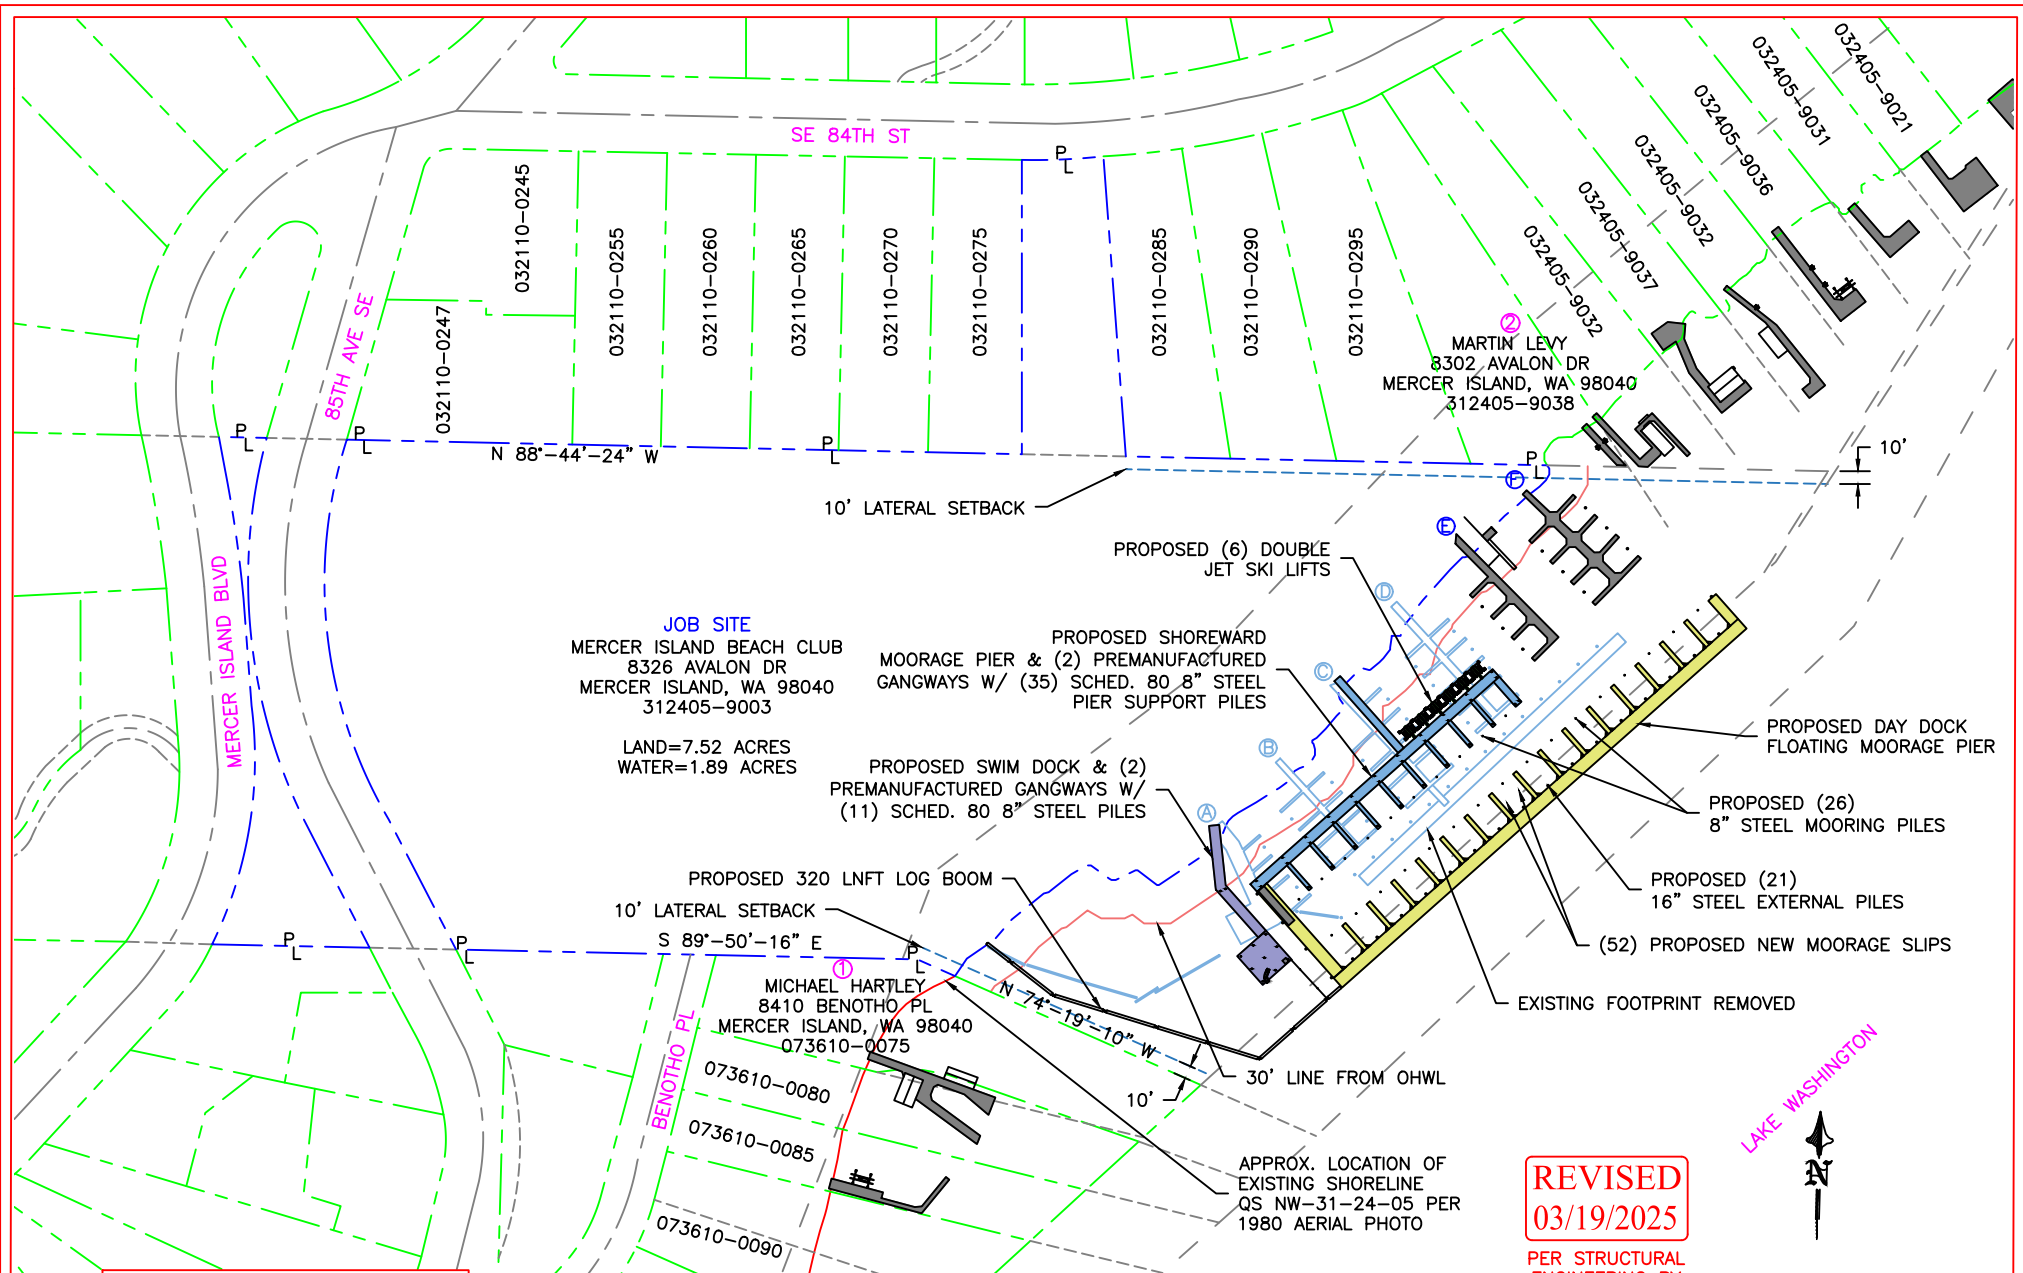 SE 84TH ST
85TH AVE SE
MERCER ISLAND BLVD
BENOTHO PL
LAKE WASHINGTON
032110-0245
032110-0247
032110-0255
032110-0260
032110-0265
032110-0270
032110-0275
032110-0285
032110-0290
032110-0295
032405-9032
032405-9037
032405-9032
032405-9036
032405-9031
032405-9021
PL
PL
PL
PL
PL
PL
PL
PL
N 88°-44'-24" W
2
MARTIN LEVY
8302 AVALON DR
MERCER ISLAND, WA 98040
312405-9038
10'
10' LATERAL SETBACK
F
E
D
C
B
A
PROPOSED (6) DOUBLE
JET SKI LIFTS
JOB SITE
MERCER ISLAND BEACH CLUB
8326 AVALON DR
MERCER ISLAND, WA 98040
312405-9003
LAND=7.52 ACRES
WATER=1.89 ACRES
PROPOSED SHOREWARD
MOORAGE PIER & (2) PREMANUFACTURED
GANGWAYS W/ (35) SCHED. 80 8" STEEL
PIER SUPPORT PILES
PROPOSED SWIM DOCK & (2)
PREMANUFACTURED GANGWAYS W/
(11) SCHED. 80 8" STEEL PILES
PROPOSED DAY DOCK
FLOATING MOORAGE PIER
PROPOSED (26)
8" STEEL MOORING PILES
PROPOSED (21)
16" STEEL EXTERNAL PILES
(52) PROPOSED NEW MOORAGE SLIPS
EXISTING FOOTPRINT REMOVED
PROPOSED 320 LNFT LOG BOOM
10' LATERAL SETBACK
S 89°-50'-16" E
1
MICHAEL HARTLEY
8410 BENOTHO PL
MERCER ISLAND, WA 98040
073610-0075
073610-0080
073610-0085
073610-0090
N 74°-19'-10" W
10'
30' LINE FROM OHWL
APPROX. LOCATION OF
EXISTING SHORELINE
QS NW-31-24-05 PER
1980 AERIAL PHOTO
N
REVISED
03/19/2025
PER STRUCTURAL